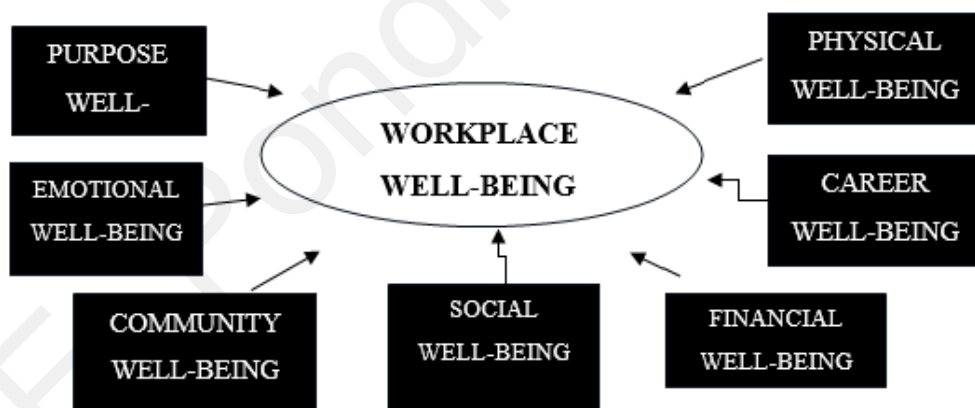 PURPOSE
WELL-
PHYSICAL
WELL-BEING
WORKPLACE
WELL-BEING
EMOTIONAL
WELL-BEING
CAREER
WELL-BEING
COMMUNITY
WELL-BEING
SOCIAL
WELL-BEING
FINANCIAL
WELL-BEING